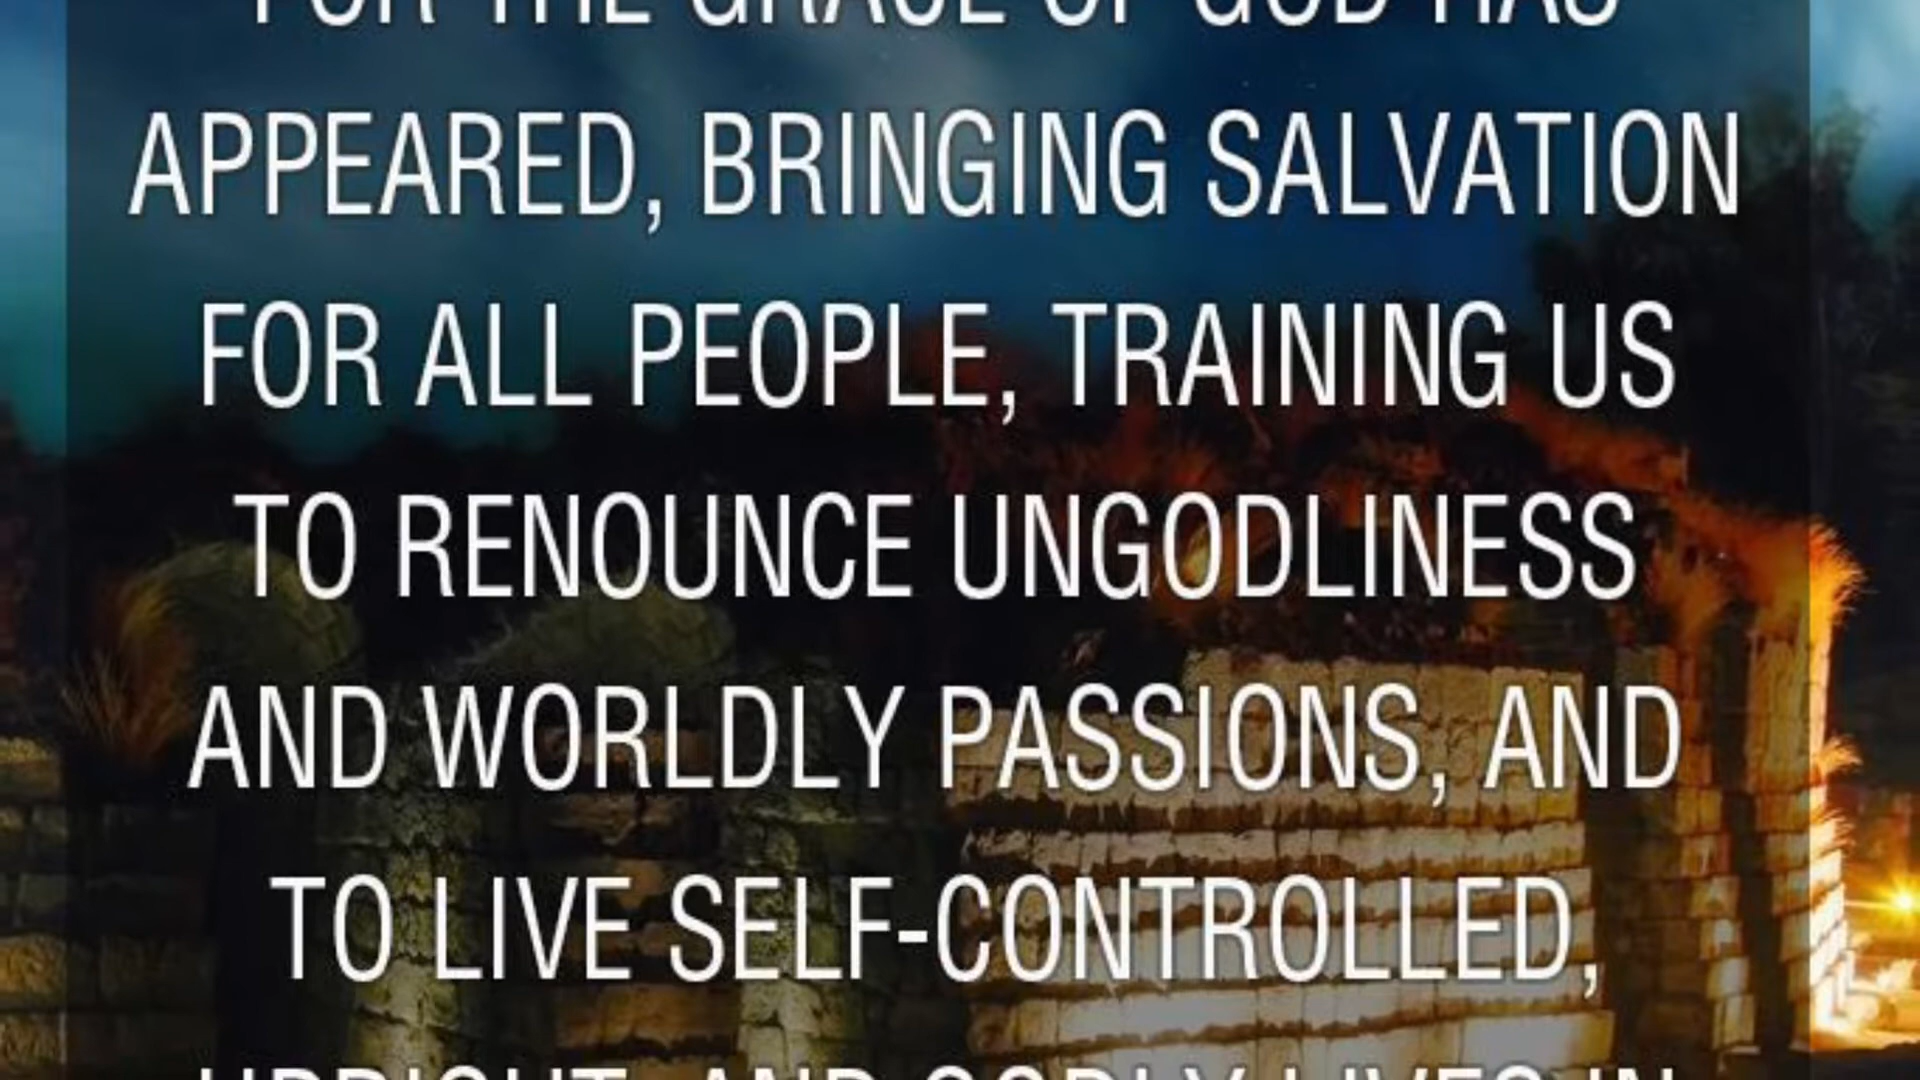 FOR THE GRACE OF GOD HAS
APPEARED, BRINGING SALVATION
FOR ALL PEOPLE, TRAINING US
TO RENOUNCE UNGODLINESS
AND WORLDLY PASSIONS, AND
TO LIVE SELF-CONTROLLED,
UPRIGHT, AND GODLY LIVES IN